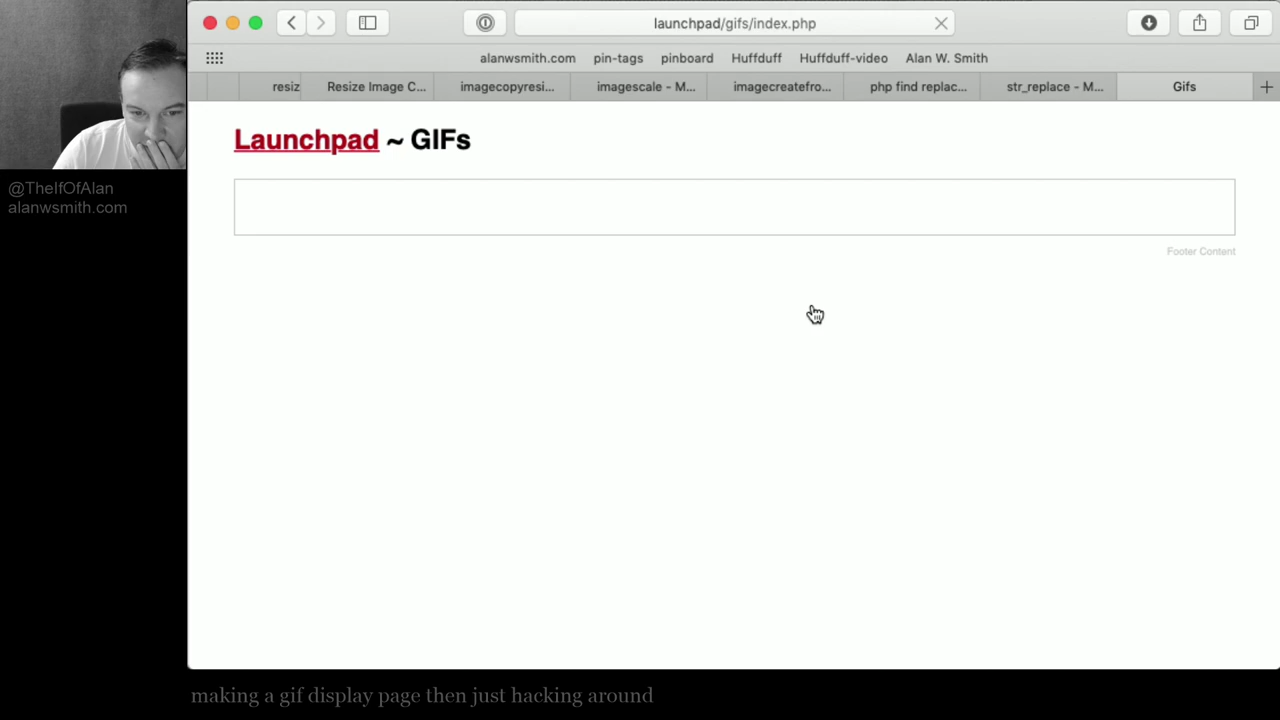 launchpad/gifs/index.php
alanwsmith.com pin-tags pinboard Huffduff Huffduff-video Alan W. Smith
resiz Resize Image C... imagecopyresi... imagescale - M... imagecreatefro... php find replac... str_replace - M... Gifs
Launchpad ~ GIFs
@TheIfOfAlan
alanwsmith.com
Footer Content
making a gif display page then just hacking around